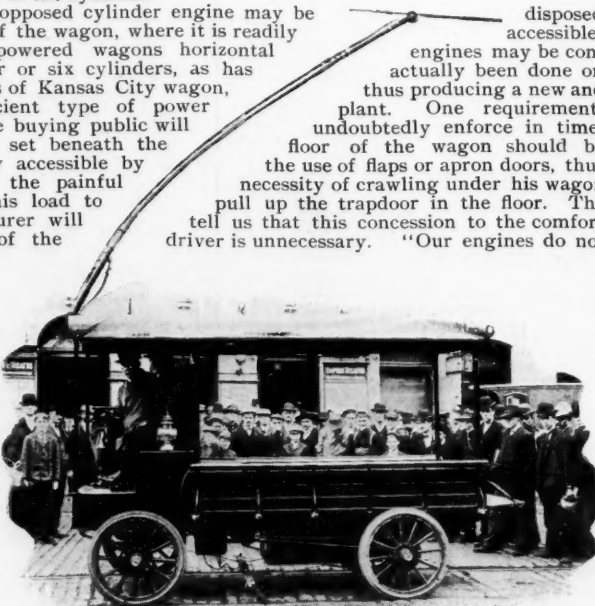 opposed cylinder engine may be disposed
of the wagon, where it is readily accessible
powered wagons horizontal engines may be com
r or six cylinders, as has actually been done on
s of Kansas City wagon, thus producing a new and
cient type of power plant. One requirement
e buying public will undoubtedly enforce in time
set beneath the floor of the wagon should b
y accessible by the use of flaps or apron doors, thu
the painful necessity of crawling under his wago
his load to pull up the trapdoor in the floor. Th
urer will tell us that this concession to the comfor
of the driver is unnecessary. "Our engines do no